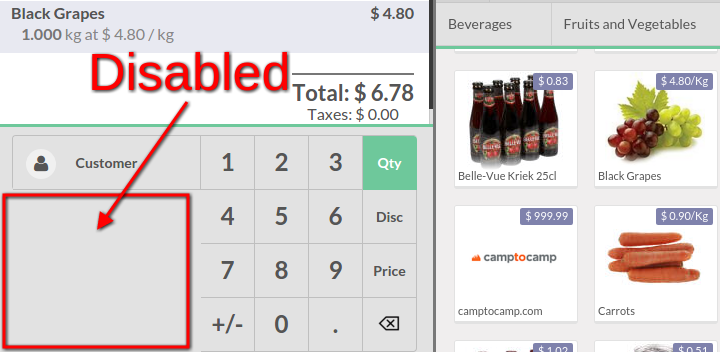 Black Grapes $ 4.80
1.000 kg at $ 4.80 / kg
Disabled
Total: $ 6.78
Taxes: $ 0.00
Customer
1 2 3 Qty
4 5 6 Disc
7 8 9 Price
+/- 0 .
Beverages Fruits and Vegetables
$ 0.83
Belle-Vue Kriek 25cl
$ 4.80/Kg
Black Grapes
$ 999.99
camptocamp
camptocamp.com
$ 0.90/Kg
Carrots
$ 1.02
$ 0.51